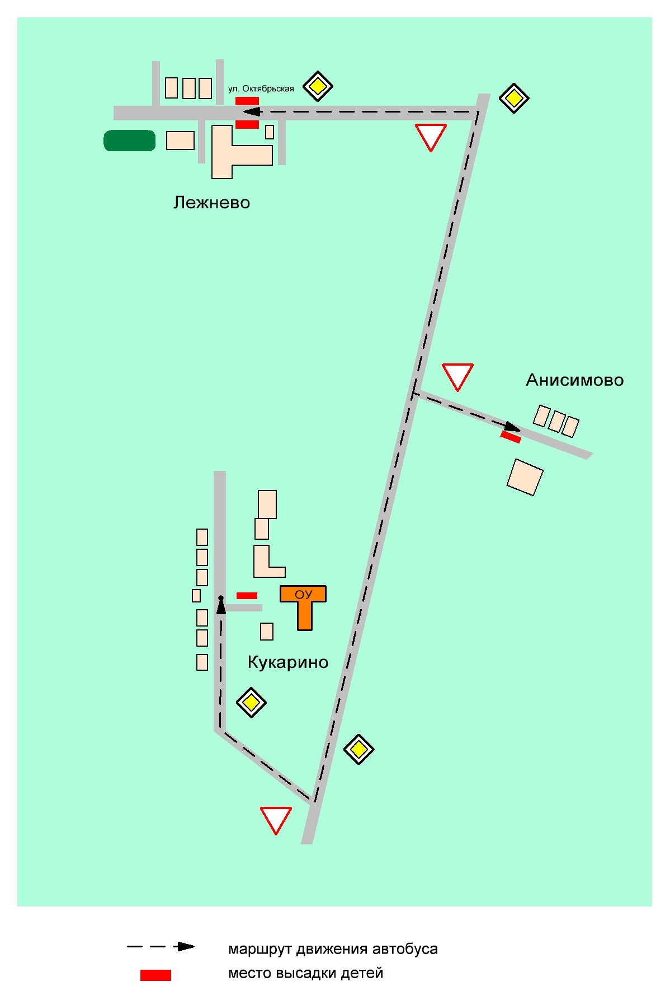 ул. Октябрьская
Лежнево
Анисимово
ОУ
Кукарино
маршрут движения автобуса
место высадки детей